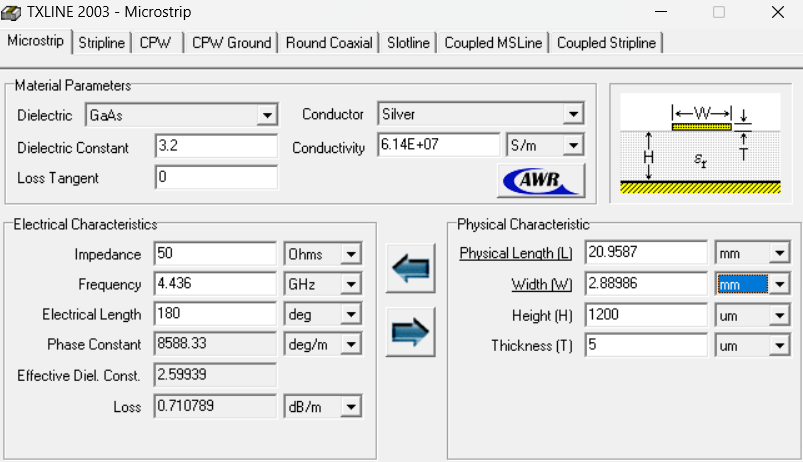 TXLINE 2003 - Microstrip
Microstrip Stripline CPW CPW Ground Round Coaxial Slotline Coupled MSLine Coupled Stripline
Material Parameters
Dielectric GaAs Conductor Silver
Dielectric Constant 3.2 Conductivity 6.14E+07 S/m
Loss Tangent 0
AWR
W
H
T
εr
Electrical Characteristics
Impedance 50 Ohms
Frequency 4.436 GHz
Electrical Length 180 deg
Phase Constant 8588.33 deg/m
Effective Diel. Const. 2.59939
Loss 0.710789 dB/m
Physical Characteristic
Physical Length (L) 20.9587 mm
Width (W) 2.88986 mm
Height (H) 1200 um
Thickness (T) 5 um